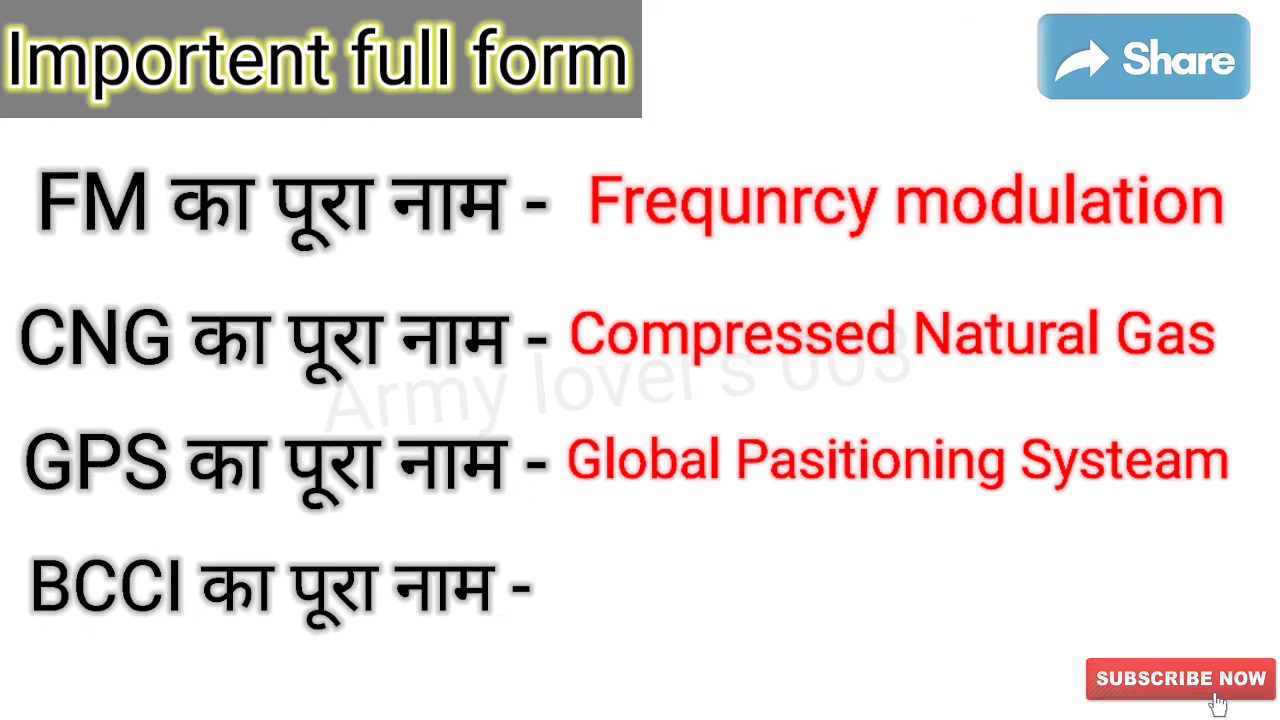 Importent full form
Share
FM का पूरा नाम - Frequnrcy modulation
CNG का पूरा नाम - Compressed Natural Gas
Army lover's 003
GPS का पूरा नाम - Global Pasitioning Systeam
BCCI का पूरा नाम -
SUBSCRIBE NOW